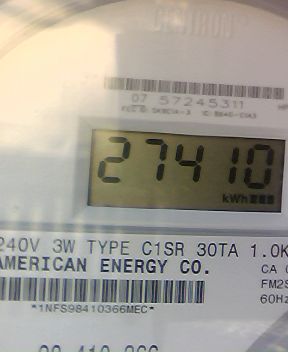 07 57245311
27410
kWh
240V 3W TYPE C1SR 30TA 1.0K
AMERICAN ENERGY CO.
CA
FM2S
60Hz
*1NFS98410366MEC*